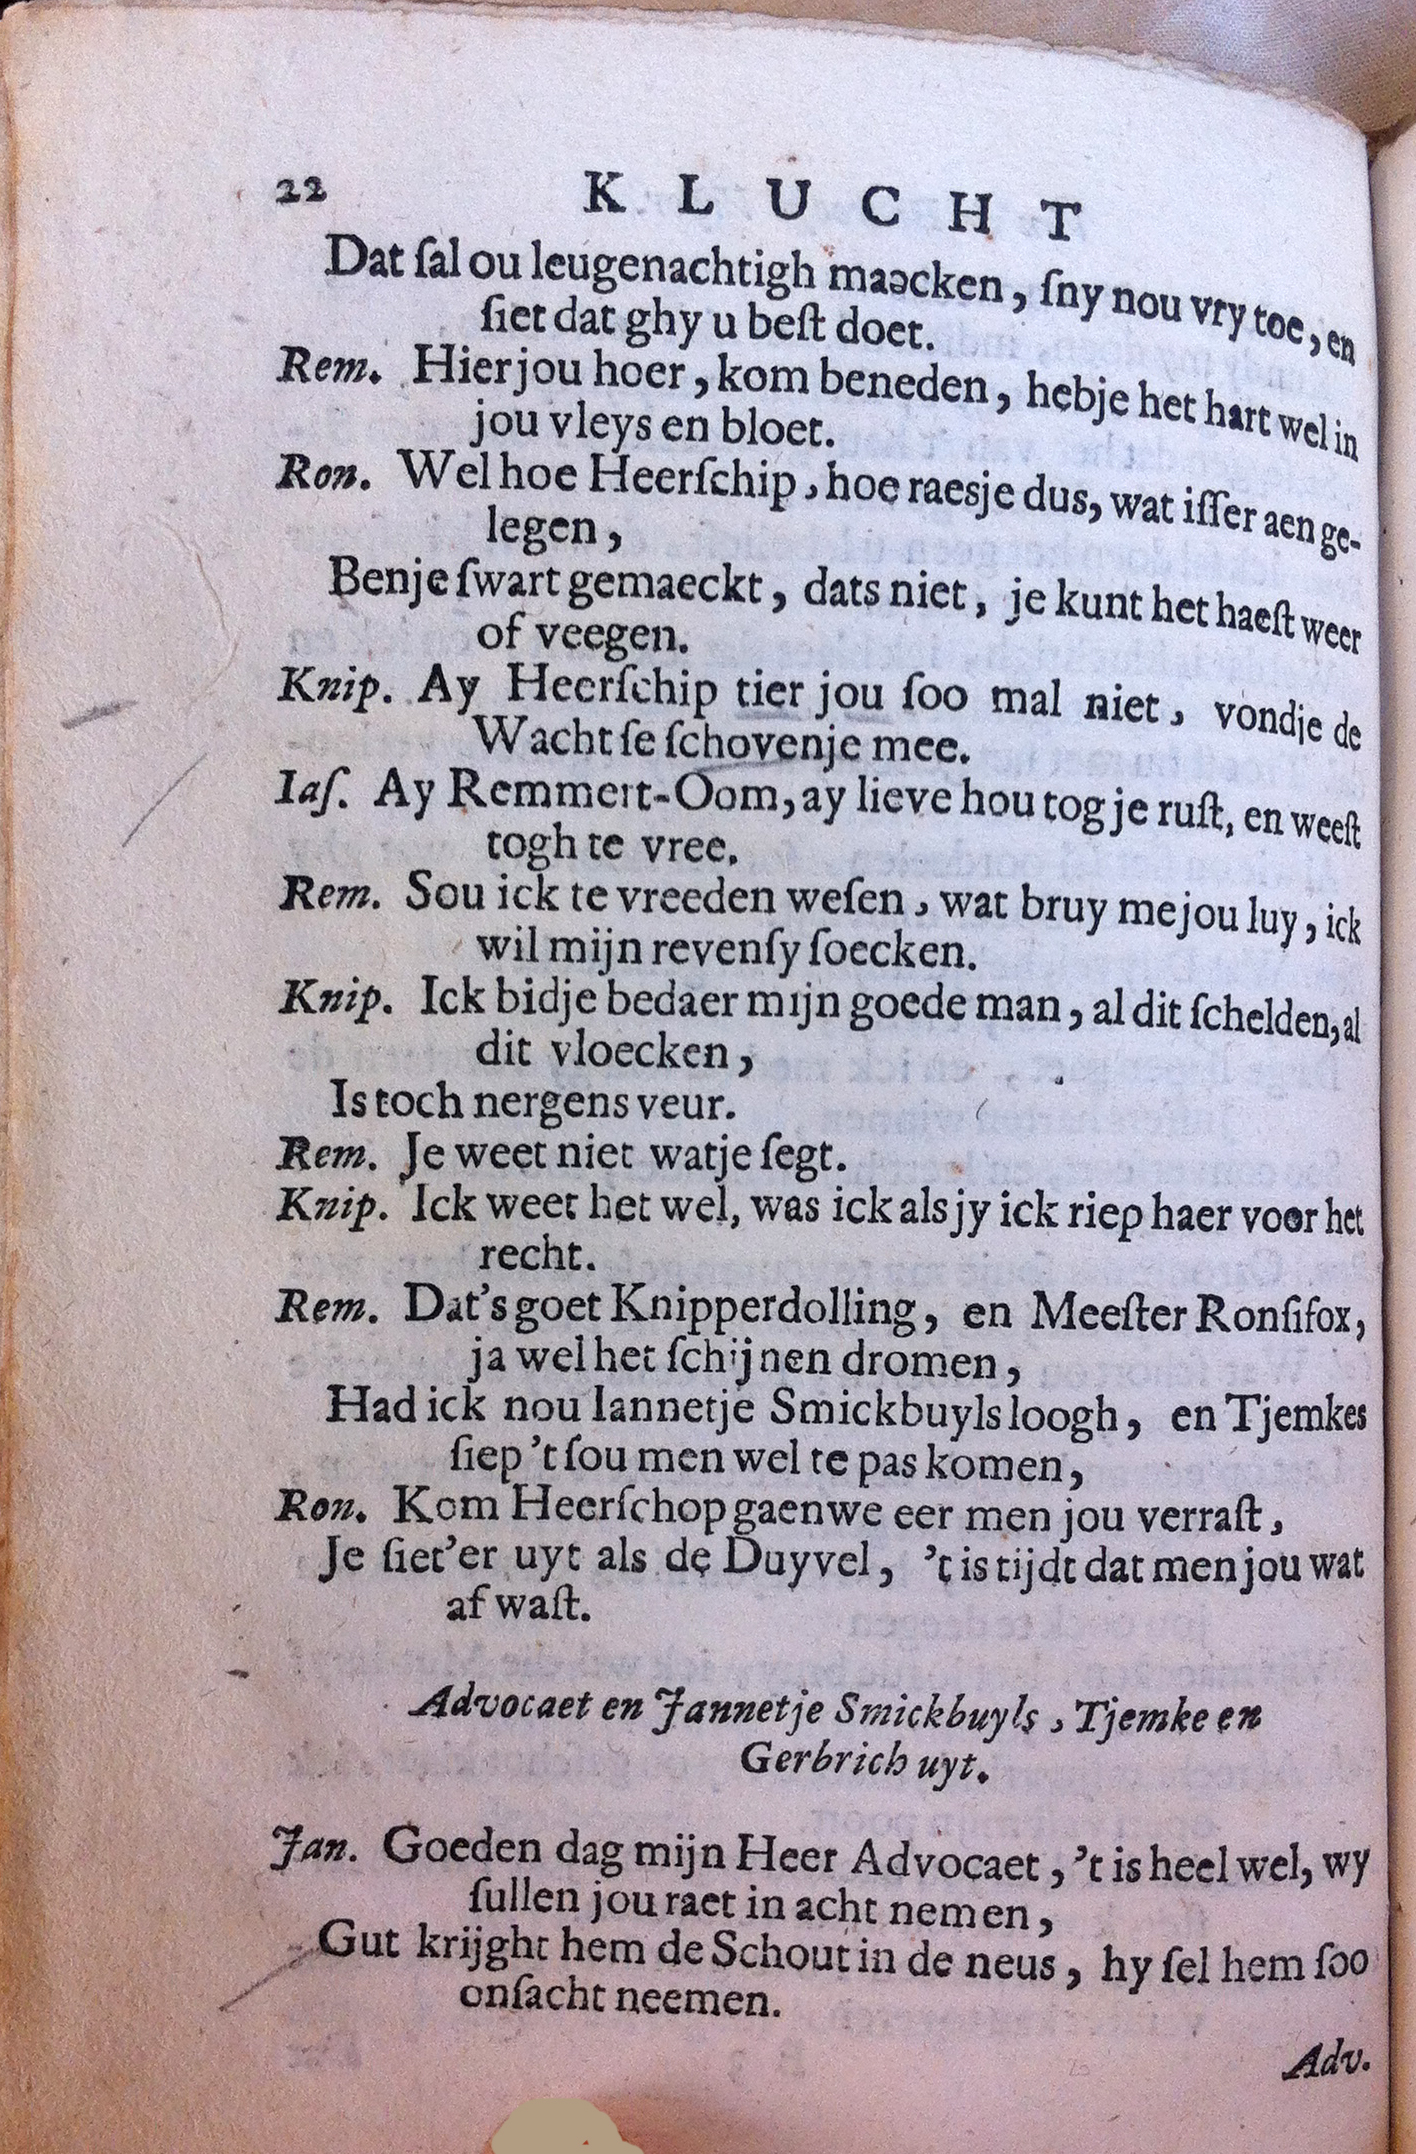 22 KLUCHT
Dat ſal ou leugenachtigh maacken, ſny nou vry toe, en
ſiet dat ghy u beſt doet.
Rem. Hier jou hoer, kom beneden, hebje het hart wel in
jou vleys en bloet.
Ron. Wel hoe Heerſchip, hoe raesje dus, wat iſſer aen ge-
legen,
Benje ſwart gemaeckt, dats niet, je kunt het haeſt weer
of veegen.
Knip. Ay Heerſchip tier jou ſoo mal niet, vondje de
Wacht ſe ſchovenje mee.
Iaſ. Ay Remmert-Oom, ay lieve hou tog je ruſt, en weeſt
togh te vree.
Rem. Sou ick te vreeden weſen, wat bruy mejou luy, ick
wil mijn revenſy ſoecken.
Knip. Ick bidje bedaer mijn goede man, al dit ſchelden, al
dit vloecken,
Is toch nergens veur.
Rem. Je weet niet watje ſegt.
Knip. Ick weet het wel, was ick als jy ick riep haer voor het
recht.
Rem. Dat's goet Knipperdolling, en Meeſter Ronſifox,
ja wel het ſchijnen dromen,
Had ick nou Iannetje Smickbuyls loogh, en Tjemkes
ſiep 't ſou men wel te pas komen,
Ron. Kom Heerſchop gaenwe eer men jou verraſt,
Je ſiet'er uyt als de Duyvel, 't is tijdt dat men jou wat
af waſt.
Advocaet en Jannetje Smickbuyls, Tjemke en
Gerbrich uyt.
Jan. Goeden dag mijn Heer Advocaet, 't is heel wel, wy
ſullen jou raet in acht nemen,
Gut krijght hem de Schout in de neus, hy ſel hem ſoo
onſacht neemen.
Adv.